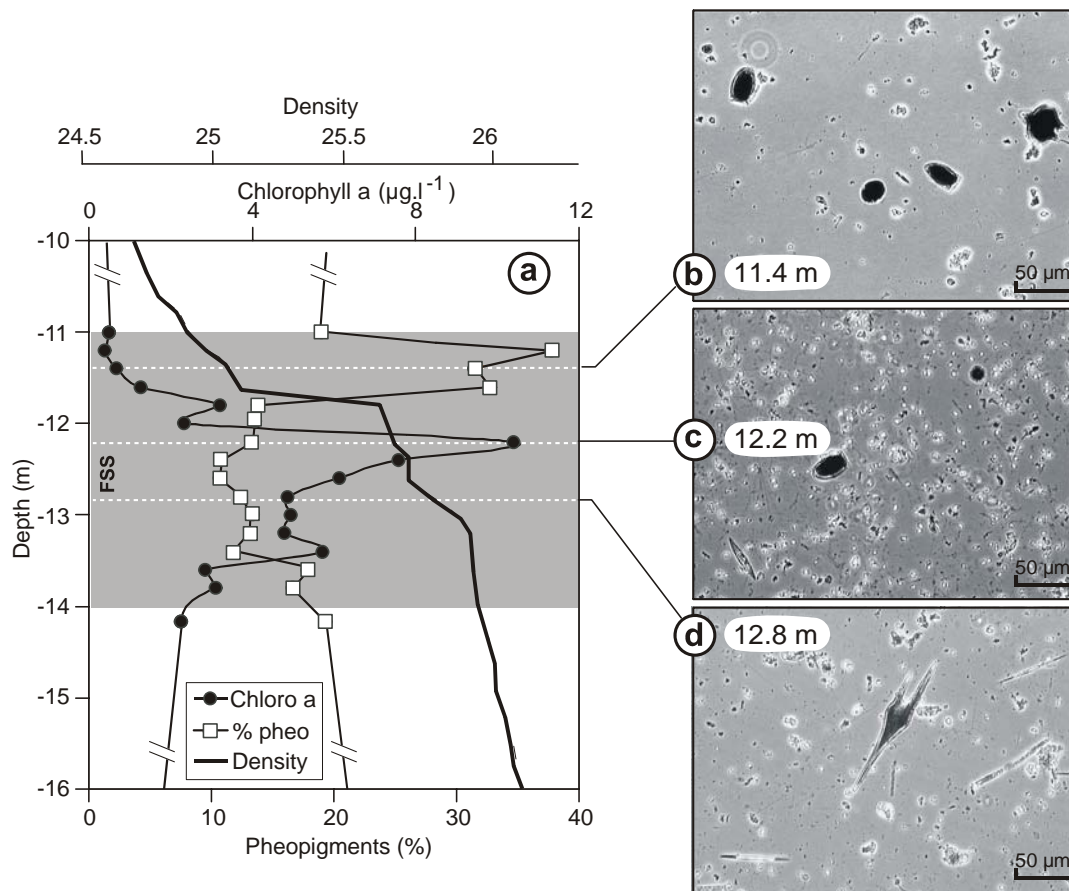 Density
24.5 25 25.5 26
Chlorophyll a (µg.l-1)
0 4 8 12
-10
-11
-12
-13
-14
-15
-16
Depth (m)
FSS
a
Chloro a
% pheo
Density
0 10 20 30 40
Pheopigments (%)
b 11.4 m
50 µm
c 12.2 m
50 µm
d 12.8 m
50 µm